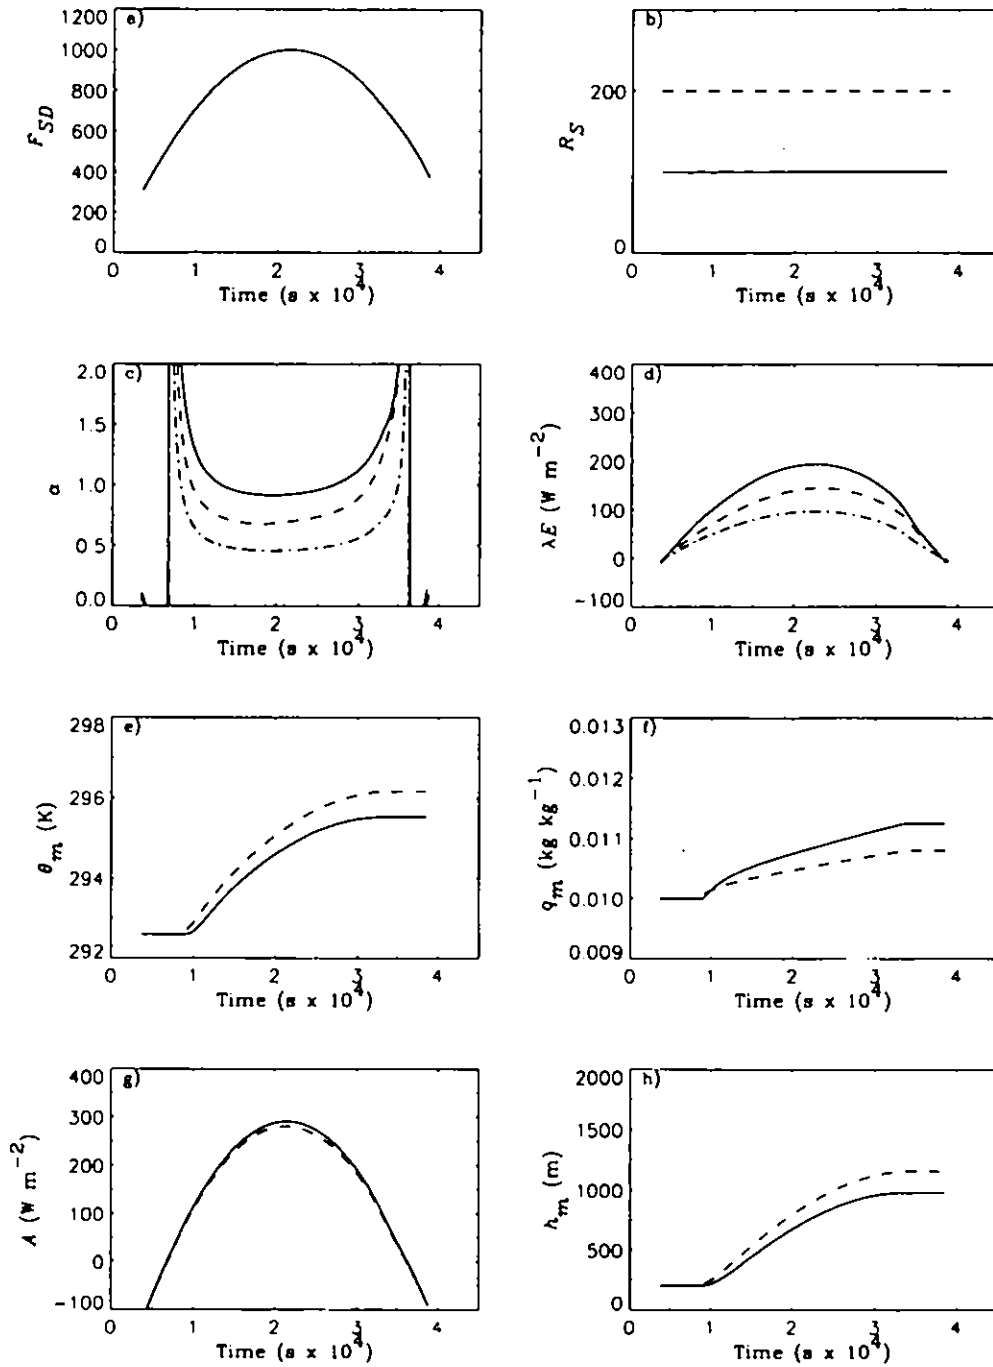 a)
1200
1000
800
600
400
200
0
F_SD
0 1 2 3 4
Time (s x 10^4)
b)
200
0
R_S
0 1 2 3 4
Time (s x 10^4)
c)
2.0
1.5
1.0
0 5
0.0
α
0 1 2 3 4
Time (s x 10^4)
d)
400
300
200
100
0
-100
λE (W m^-2)
0 1 2 3 4
Time (s x 10^4)
e)
298
296
294
292
θ_m (K)
0 1 2 3 4
Time (s x 10^4)
f)
0.013
0.012
0.011
0.010
0.009
q_m (kg kg^-1)
0 1 2 3 4
Time (s x 10^4)
g)
400
300
200
100
0
-100
A (W m^-2)
0 1 2 3 4
Time (s x 10^4)
h)
2000
1500
1000
500
0
h_m (m)
0 1 2 3 4
Time (s x 10^4)